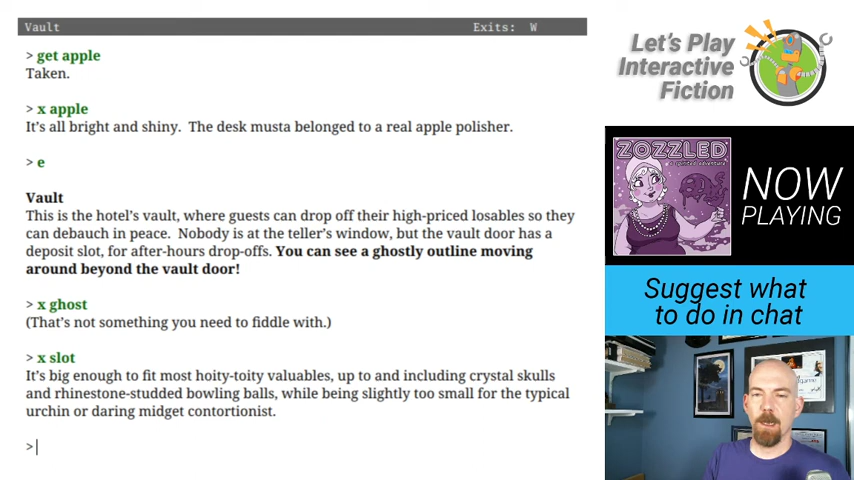 Vault Exits: W
> get apple
Taken.
> x apple
It's all bright and shiny. The desk musta belonged to a real apple polisher.
> e
Vault
This is the hotel's vault, where guests can drop off their high-priced losables so they
can debauch in peace. Nobody is at the teller's window, but the vault door has a
deposit slot, for after-hours drop-offs. You can see a ghostly outline moving
around beyond the vault door!
> x ghost
(That's not something you need to fiddle with.)
> x slot
It's big enough to fit most hoity-toity valuables, up to and including crystal skulls
and rhinestone-studded bowling balls, while being slightly too small for the typical
urchin or daring midget contortionist.
>
Let's Play
Interactive
Fiction
ZOZZLED
a spirited adventure
NOW
PLAYING
Suggest what
to do in chat